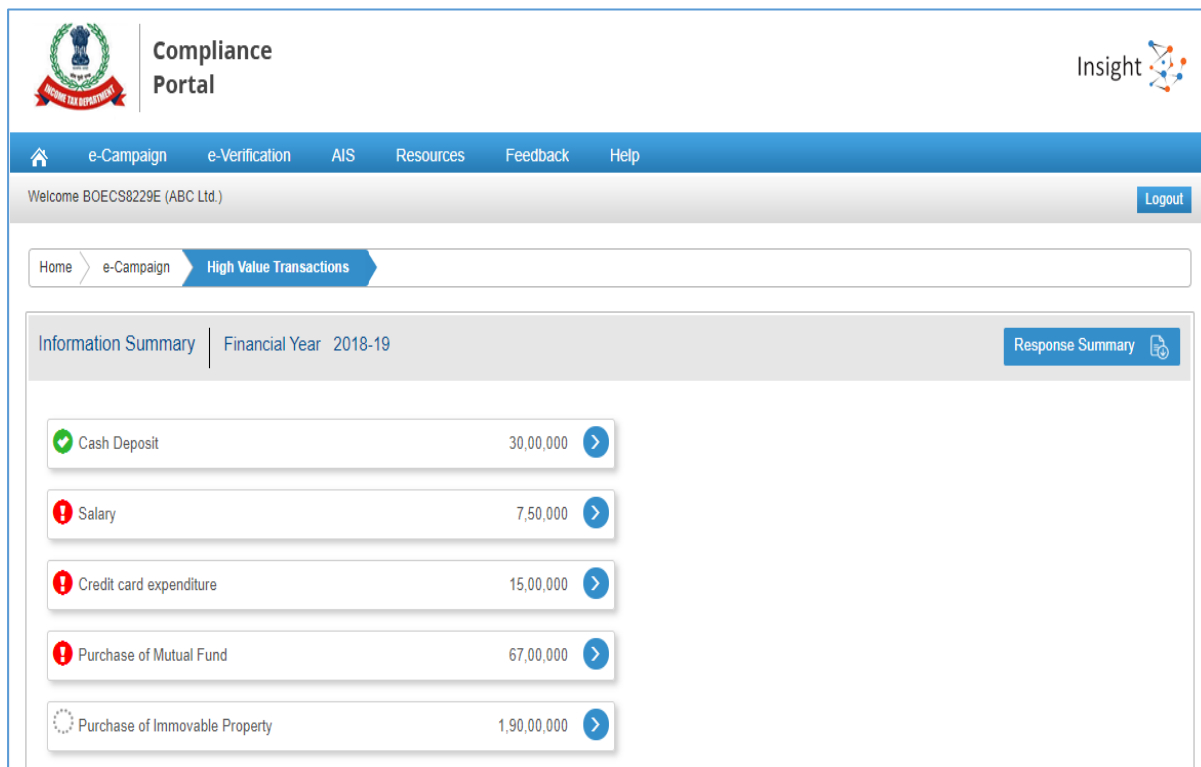 Compliance
Portal
INCOME TAX DEPARTMENT
Insight
e-Campaign e-Verification AIS Resources Feedback Help
Welcome BOECS8229E (ABC Ltd.) Logout
Home e-Campaign High Value Transactions
Information Summary Financial Year 2018-19 Response Summary
Cash Deposit 30,00,000
Salary 7,50,000
Credit card expenditure 15,00,000
Purchase of Mutual Fund 67,00,000
Purchase of Immovable Property 1,90,00,000